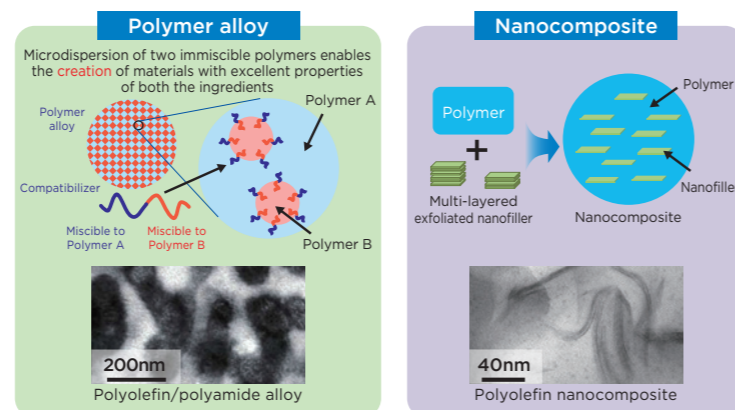 Polymer alloy
Microdispersion of two immiscible polymers enables
the creation of materials with excellent properties
of both the ingredients
Polymer
alloy
Polymer A
Compatibilizer
Miscible to
Polymer A
Miscible to
Polymer B
Polymer B
200nm
Polyolefin/polyamide alloy
Nanocomposite
Polymer
+
Multi-layered
exfoliated nanofiller
Polymer
Nanofille
Nanocomposite
40nm
Polyolefin nanocomposite